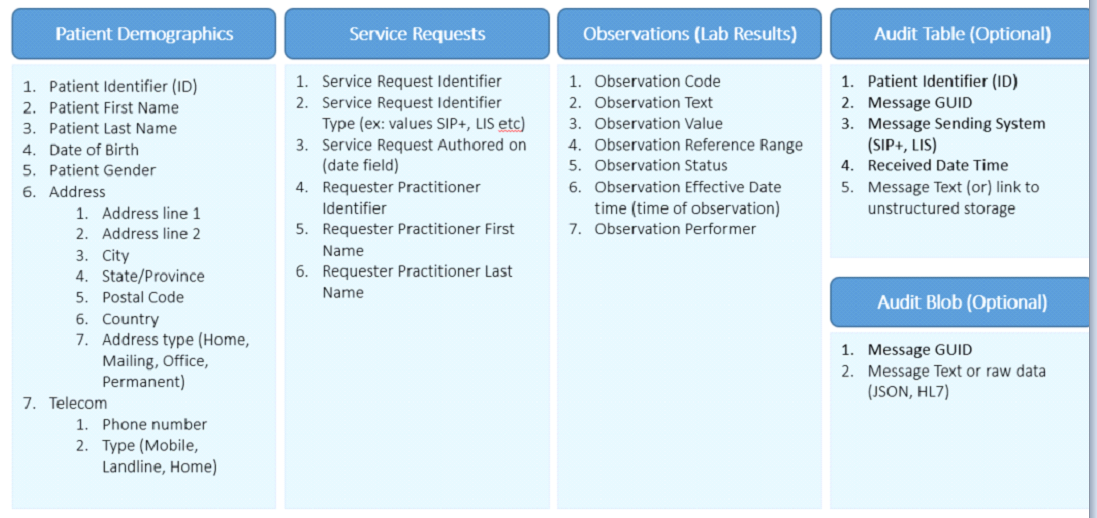 Patient Demographics
1. Patient Identifier (ID)
2. Patient First Name
3. Patient Last Name
4. Date of Birth
5. Patient Gender
6. Address
1. Address line 1
2. Address line 2
3. City
4. State/Province
5. Postal Code
6. Country
7. Address type (Home,
Mailing, Office,
Permanent)
7. Telecom
1. Phone number
2. Type (Mobile,
Landline, Home)
Service Requests
1. Service Request Identifier
2. Service Request Identifier
Type (ex: values SIP+, LIS etc)
3. Service Request Authored on
(date field)
4. Requester Practitioner
Identifier
5. Requester Practitioner First
Name
6. Requester Practitioner Last
Name
Observations (Lab Results)
1. Observation Code
2. Observation Text
3. Observation Value
4. Observation Reference Range
5. Observation Status
6. Observation Effective Date
time (time of observation)
7. Observation Performer
Audit Table (Optional)
1. Patient Identifier (ID)
2. Message GUID
3. Message Sending System
(SIP+, LIS)
4. Received Date Time
5. Message Text (or) link to
unstructured storage
Audit Blob (Optional)
1. Message GUID
2. Message Text or raw data
(JSON, HL7)